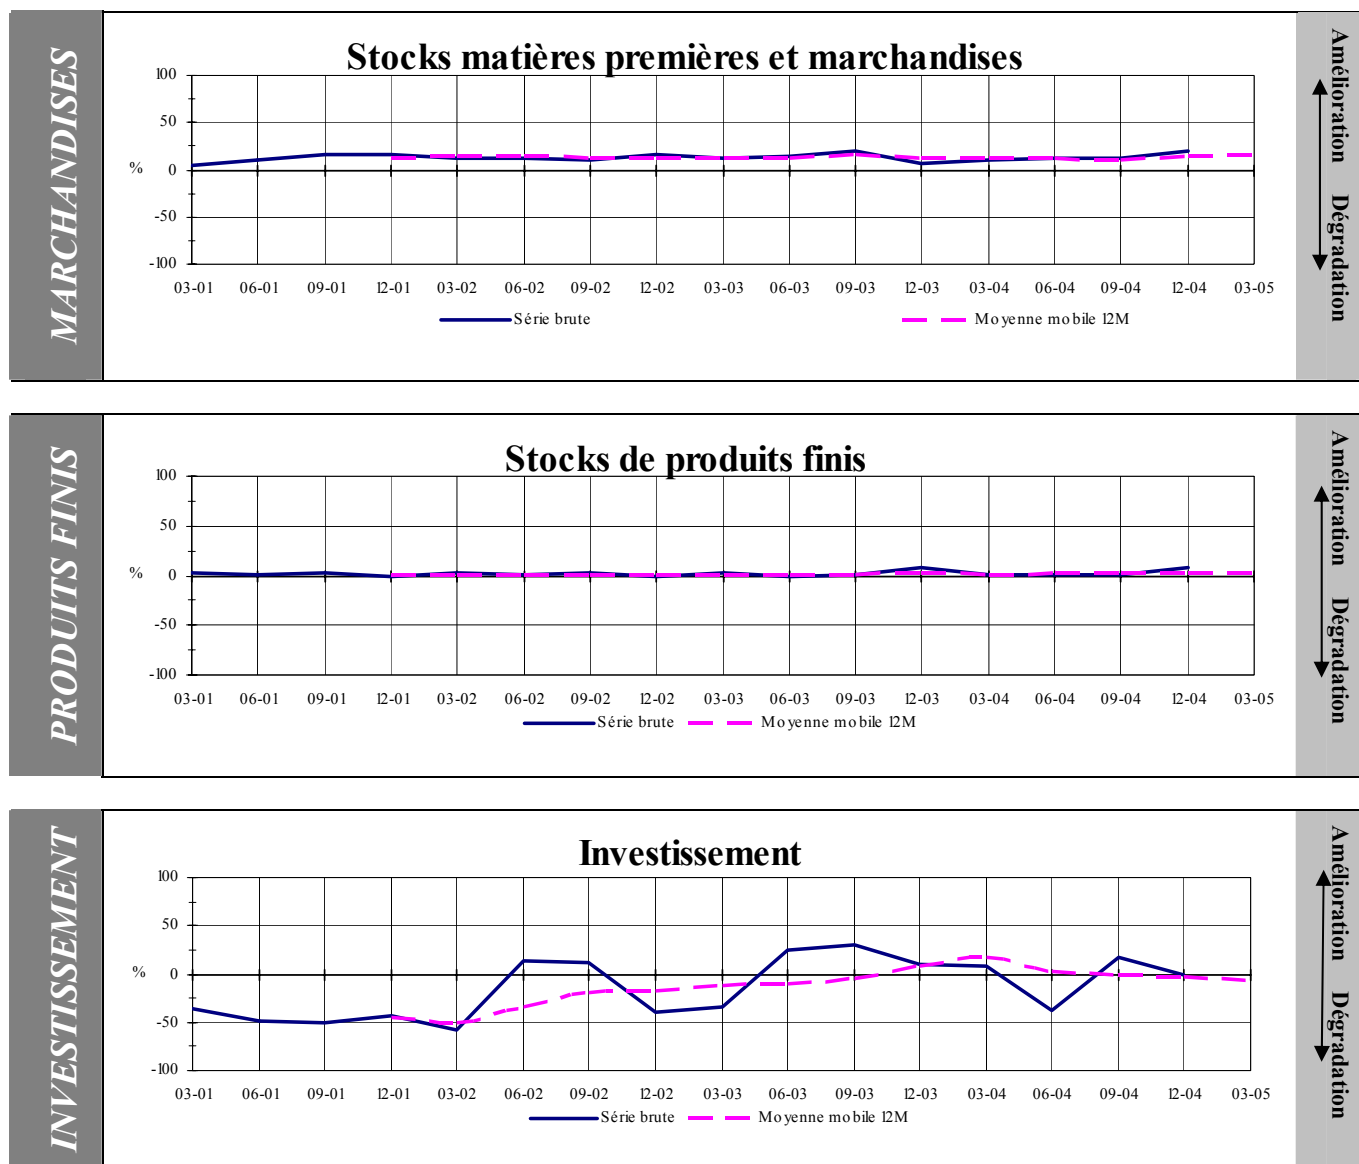 MARCHANDISES
Stocks matières premières et marchandises
100
50
%
0
-50
-100
03-01 06-01 09-01 12-01 03-02 06-02 09-02 12-02 03-03 06-03 09-03 12-03 03-04 06-04 09-04 12-04 03-05
Série brute Moyenne mobile 12M
Amélioration Dégradation
PRODUITS FINIS
Stocks de produits finis
100
50
%
0
-50
-100
03-01 06-01 09-01 12-01 03-02 06-02 09-02 12-02 03-03 06-03 09-03 12-03 03-04 06-04 09-04 12-04 03-05
Série brute Moyenne mobile 12M
Amélioration Dégradation
INVESTISSEMENT
Investissement
100
50
%
0
-50
-100
03-01 06-01 09-01 12-01 03-02 06-02 09-02 12-02 03-03 06-03 09-03 12-03 03-04 06-04 09-04 12-04 03-05
Série brute Moyenne mobile 12M
Amélioration Dégradation